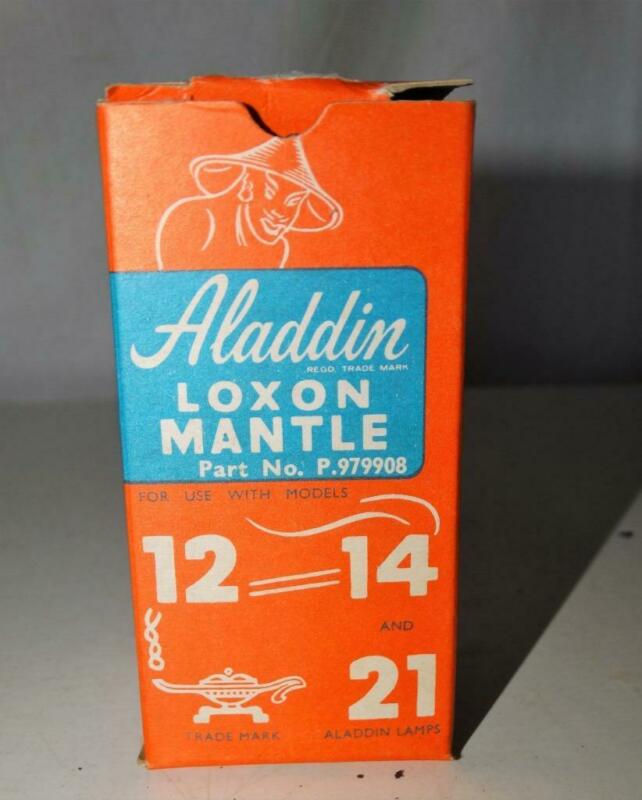 Aladdin
REGD. TRADE MARK
LOXON
MANTLE
Part No. P.979908
FOR USE WITH MODELS
12 = 14
AND
21
TRADE MARK
ALADDIN LAMPS